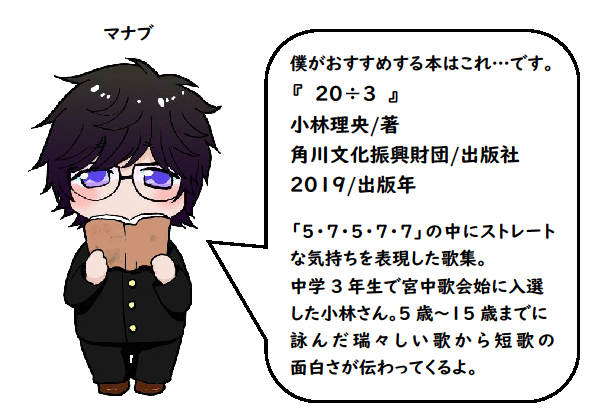 マナブ
僕がおすすめする本はこれ…です。
『 20÷3 』
小林理央/著
角川文化振興財団/出版社
2019/出版年
「5・7・5・7・7」の中にストレート
な気持ちを表現した歌集。
中学3年生で宮中歌会始に入選
した小林さん。5歳～15歳までに
詠んだ瑞々しい歌から短歌の
面白さが伝わってくるよ。